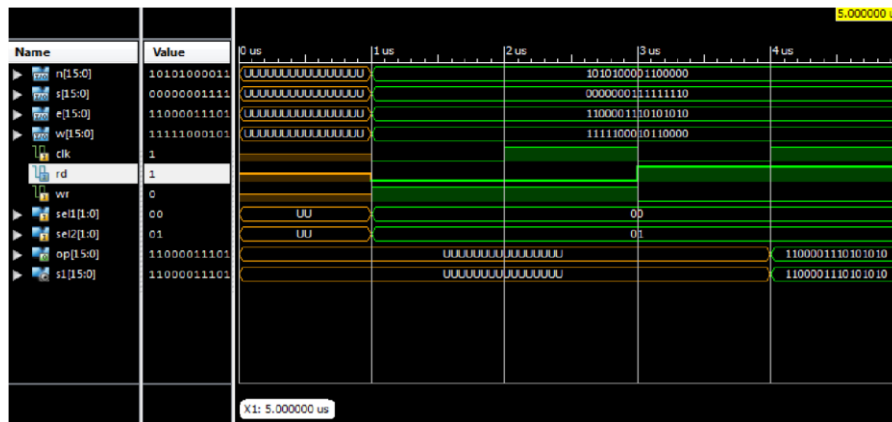 5.000000 u
Name Value 0 us 1 us 2 us 3 us 4 us
n[15:0] 10101000011 UUUUUUUUUUUUUUUU 1010100001100000
s[15:0] 00000001111 UUUUUUUUUUUUUUUU 0000000111111110
e[15:0] 11000011101 UUUUUUUUUUUUUUUU 1100001110101010
w[15:0] 11111000101 UUUUUUUUUUUUUUUU 1111100010110000
clk 1
rd 1
wr 0
sel1[1:0] 00 UU 00
sel2[1:0] 01 UU 01
op[15:0] 11000011101 UUUUUUUUUUUUUUUU 1100001110101010
s1[15:0] 11000011101 UUUUUUUUUUUUUUUU 1100001110101010
X1: 5.000000 us